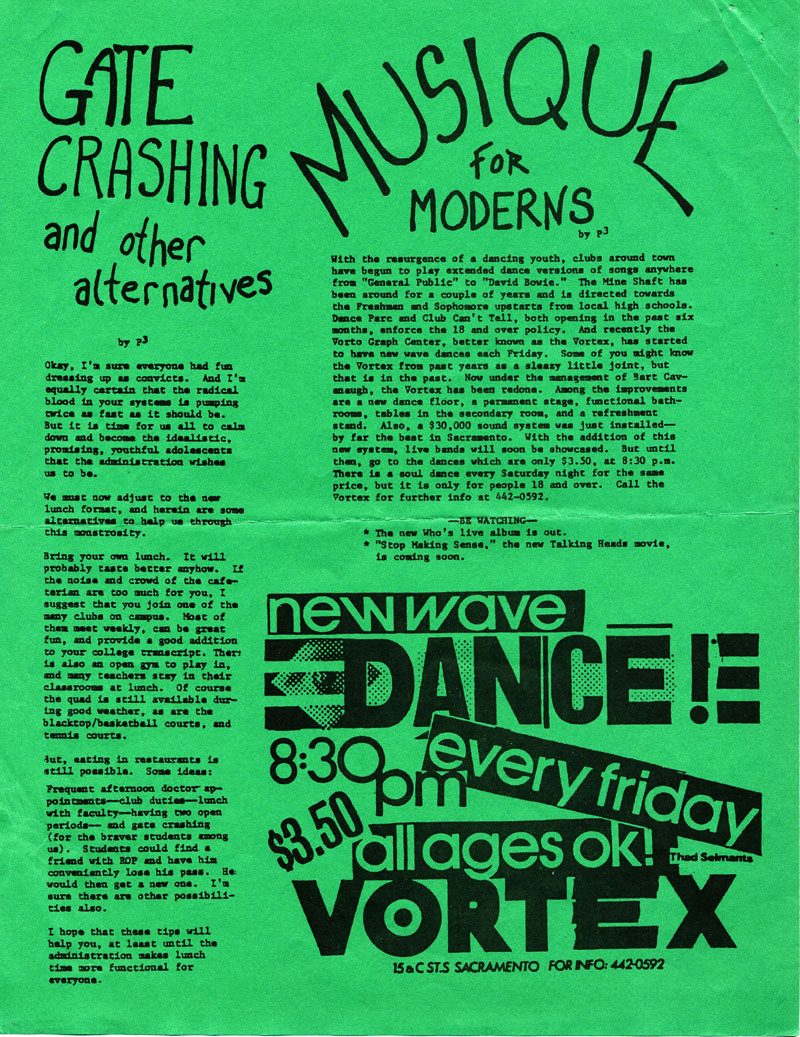 GATE
CRASHING
and other
alternatives
by P3
Okay, I'm sure everyone had fun
dressing up as convicts. And I'm
equally certain that the radical
blood in your systems is pumping
twice as fast as it should be.
But it is time for us all to calm
down and become the idealistic,
promising, youthful adolescents
that the administration wishes
us to be.
We must now adjust to the new
lunch format, and herein are some
alternatives to help us through
this monstrosity.
Bring your own lunch. It will
probably taste better anyhow. If
the noise and crowd of the cafe-
terian are too much for you, I
suggest that you join one of the
many clubs on campus. Most of
them meet weekly, can be great
fun, and provide a good addition
to your college transcript. There
is also an open gym to play in,
and many teachers stay in their
classrooms at lunch. Of course
the quad is still available dur-
ing good weather, as are the
blacktop/basketball courts, and
tennis courts.
But, eating in restaurants is
still possible. Some ideas:
Frequent afternoon doctor ap-
pointments—club duties—lunch
with faculty—having two open
periods— and gate crashing
(for the braver students among
us). Students could find a
friend with ROP and have him
conveniently lose his pass. He
would then get a new one. I'm
sure there are other possibili-
ties also.
I hope that these tips will
help you, at least until the
administration makes lunch
time more functional for
everyone.
MUSIQUE
FOR
MODERNS
by P3
With the resurgence of a dancing youth, clubs around town
have begun to play extended dance versions of songs anywhere
from "General Public" to "David Bowie." The Mine Shaft has
been around for a couple of years and is directed towards
the Freshman and Sophomore upstarts from local high schools.
Dance Parc and Club Can't Tell, both opening in the past six
months, enforce the 18 and over policy. And recently the
Vorto Graph Center, better known as the Vortex, has started
to have new wave dances each Friday. Some of you might know
the Vortex from past years as a sleazy little joint, but
that is in the past. Now under the management of Bart Cav-
anaugh, the Vortex has been redone. Among the improvements
are a new dance floor, a permanent stage, functional bath-
rooms, tables in the secondary room, and a refreshment
stand. Also, a $30,000 sound system was just installed—
by far the best in Sacramento. With the addition of this
new system, live bands will soon be showcased. But until
then, go to the dances which are only $3.50, at 8:30 p.m.
There is a soul dance every Saturday night for the same
price, but it is only for people 18 and over. Call the
Vortex for further info at 442-0592.
—BE WATCHING—
* The new Who's live album is out.
* "Stop Making Sense," the new Talking Heads movie,
is coming soon.
new wave
DANCE!
8:30 pm
every friday
$3.50
all ages ok!
Thad Selmants
VORTEX
15 & C ST.S SACRAMENTO FOR INFO: 442-0592